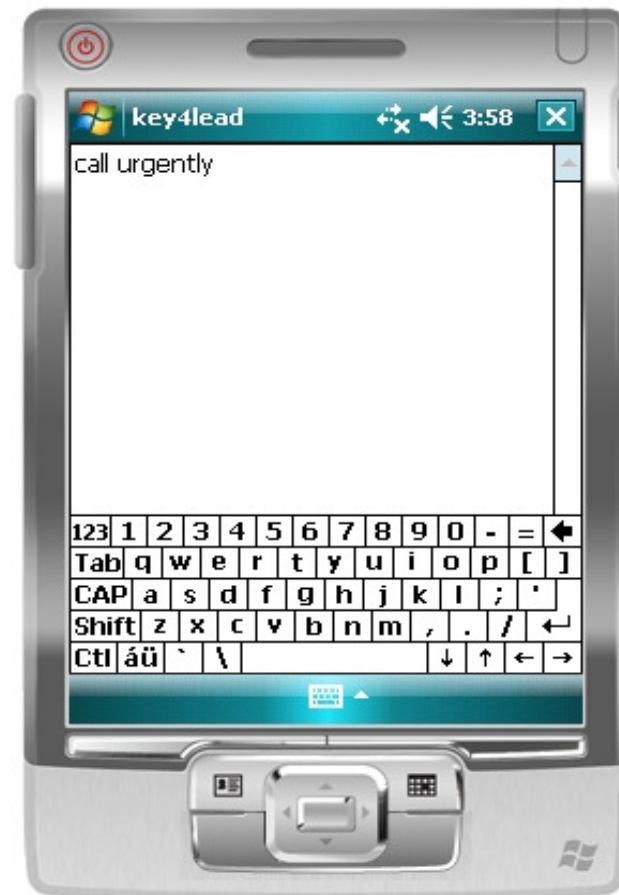 key4lead 3:58
call urgently
123 1 2 3 4 5 6 7 8 9 0 - =
Tab q w e r t y u i o p [ ]
CAP a s d f g h j k l ; '
Shift z x c v b n m , . /
Ctl áü ` \ ↓ ↑ ← →